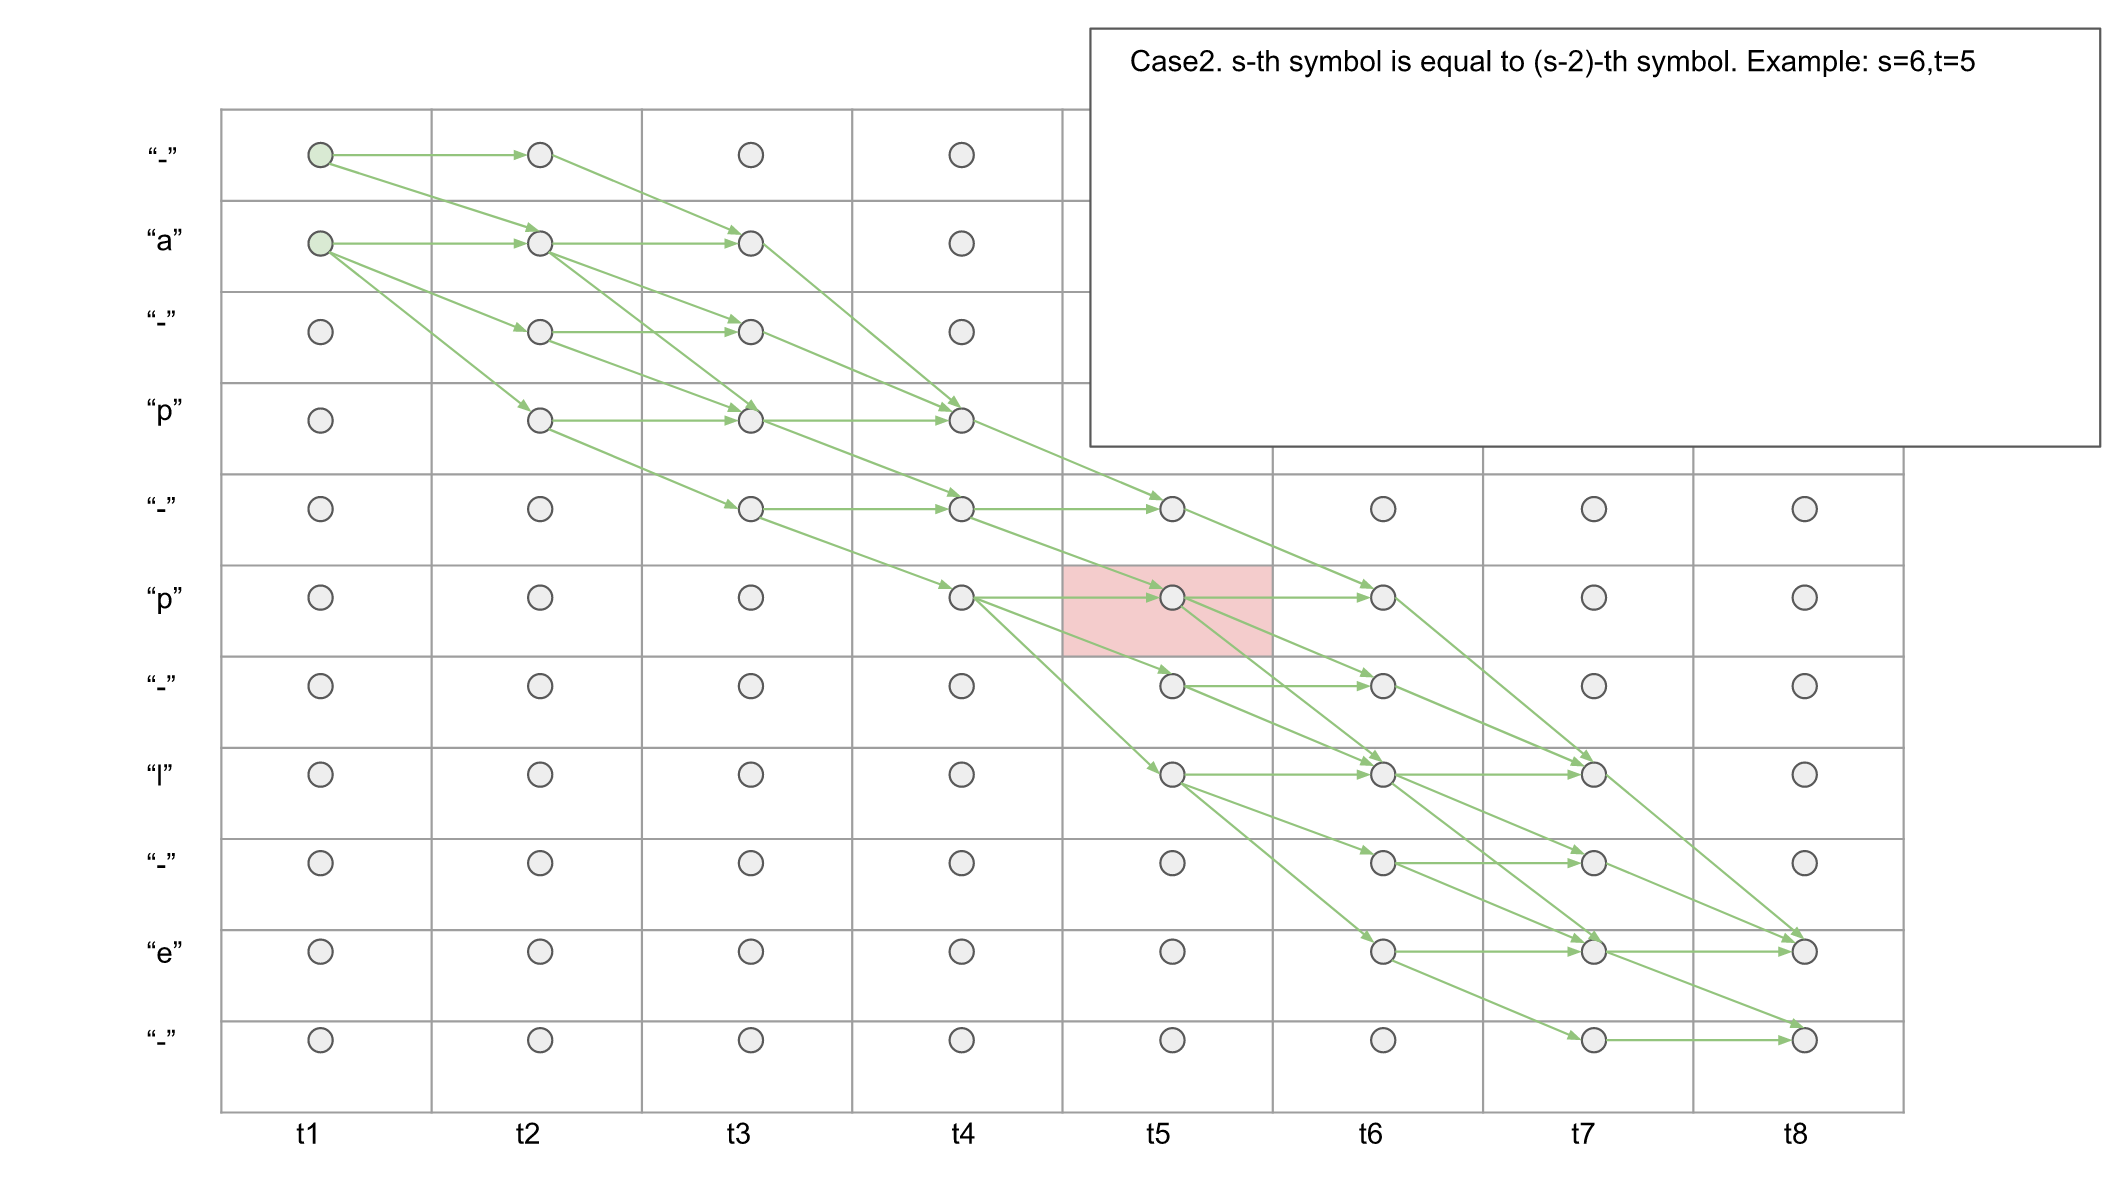 Case2. s-th symbol is equal to (s-2)-th symbol. Example: s=6,t=5
“-”
“a”
“-”
“p”
“-”
“p”
“-”
“l”
“-”
“e”
“-”
t1 t2 t3 t4 t5 t6 t7 t8